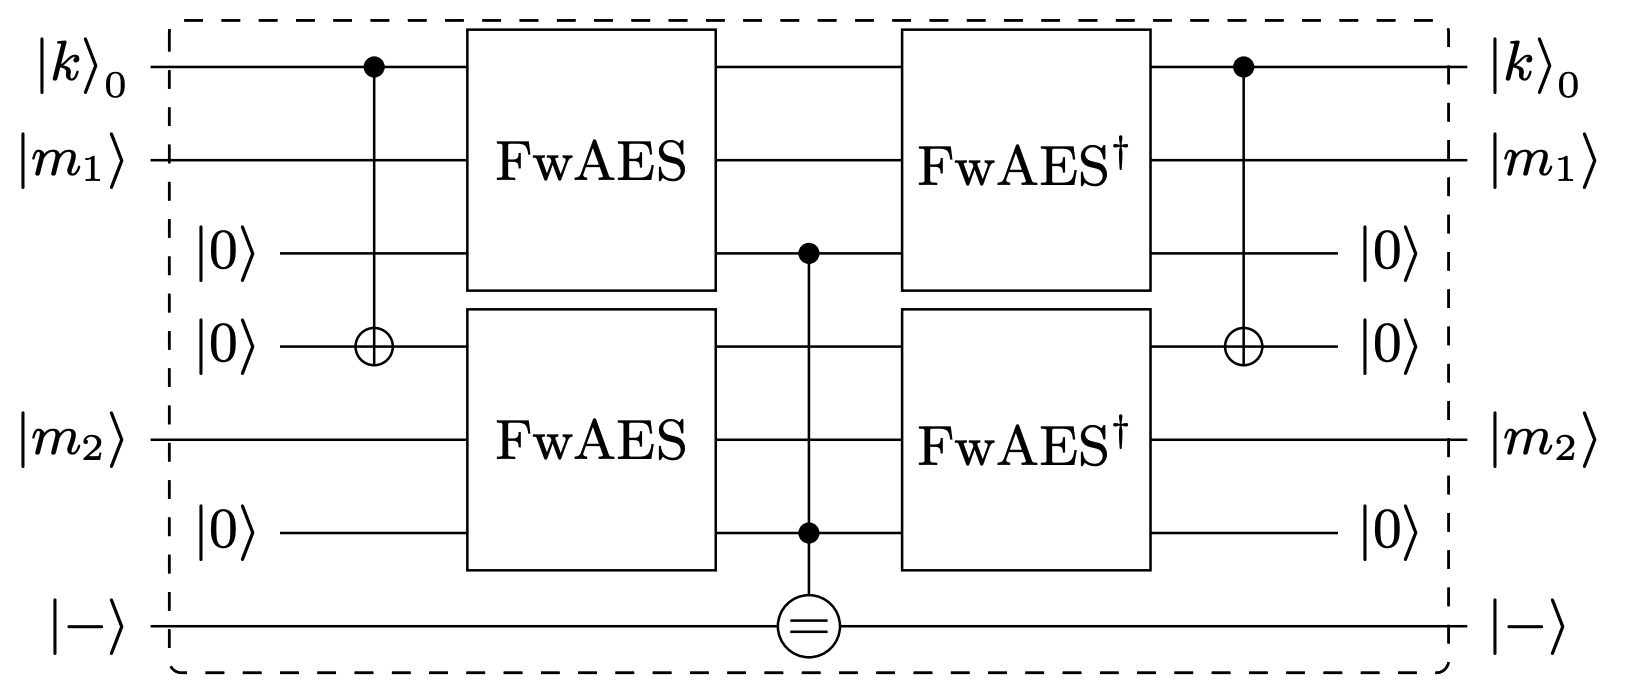 |k⟩₀ |k⟩₀
|m₁⟩ FwAES FwAES† |m₁⟩
|0⟩ |0⟩
|0⟩ |0⟩
|m₂⟩ FwAES FwAES† |m₂⟩
|0⟩ |0⟩
|−⟩ = |−⟩